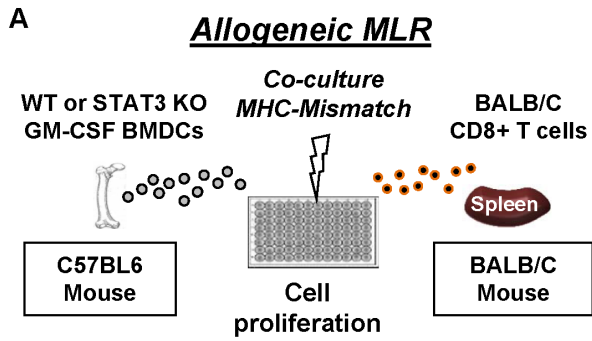 A
Allogeneic MLR
Co-culture
MHC-Mismatch
WT or STAT3 KO
GM-CSF BMDCs
BALB/C
CD8+ T cells
Spleen
C57BL6
Mouse
Cell
proliferation
BALB/C
Mouse